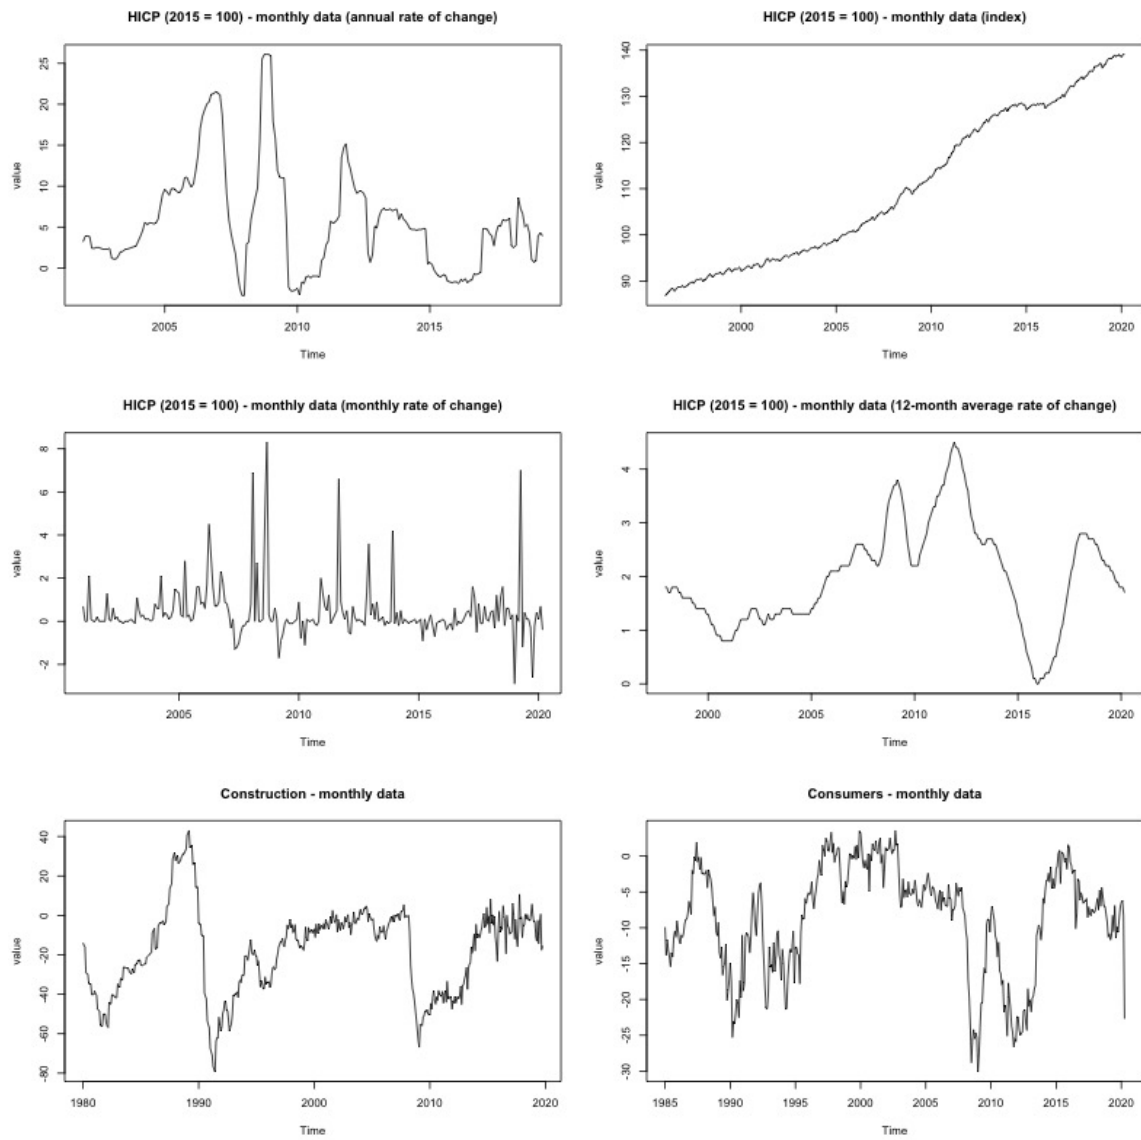 HICP (2015 = 100) - monthly data (annual rate of change)
value
25
20
15
10
5
0
2005 2010 2015
Time
HICP (2015 = 100) - monthly data (index)
value
140
130
120
110
100
90
2000 2005 2010 2015 2020
Time
HICP (2015 = 100) - monthly data (monthly rate of change)
value
8
6
4
2
0
-2
2005 2010 2015 2020
Time
HICP (2015 = 100) - monthly data (12-month average rate of change)
value
4
3
2
1
0
2000 2005 2010 2015 2020
Time
Construction - monthly data
value
40
20
0
-20
-40
-60
-80
1980 1990 2000 2010 2020
Time
Consumers - monthly data
value
0
-5
-10
-15
-20
-25
-30
1985 1990 1995 2000 2005 2010 2015 2020
Time